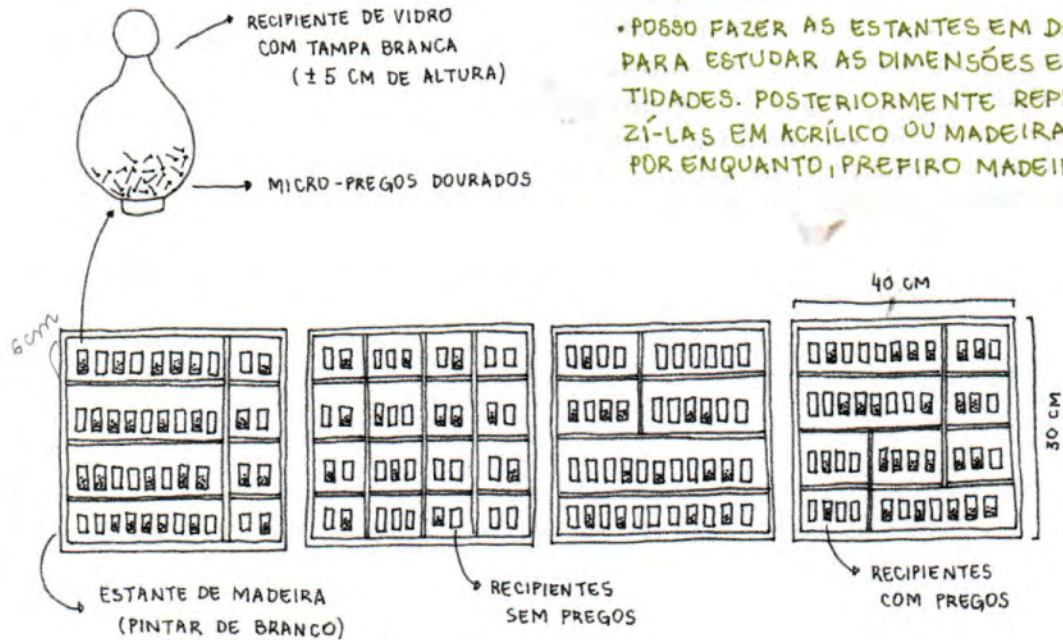 RECIPIENTE DE VIDRO
COM TAMPA BRANCA
(±5 CM DE ALTURA)
MICRO-PREGOS DOURADOS
•POSSO FAZER AS ESTANTES EM
PARA ESTUDAR AS DIMENSÕES E
TIDADES. POSTERIORMENTE
ZÍ-LAS EM ACRÍLICO OU MADEIRA
POR ENQUANTO, PREFIRO
6cm
40 CM
30 CM
ESTANTE DE MADEIRA
(PINTAR DE BRANCO)
RECIPIENTES
SEM PREGOS
RECIPIENTES
COM PREGOS